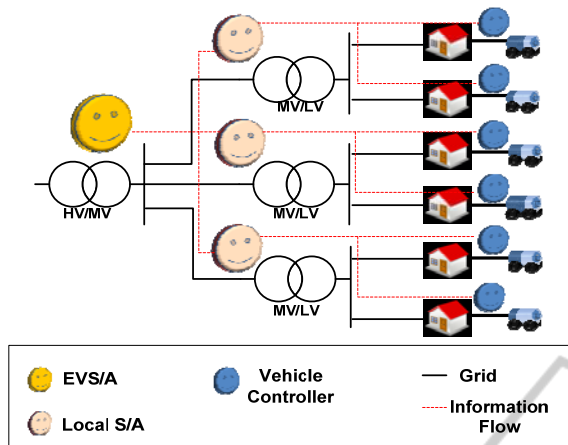 MV/LV
HV/MV
MV/LV
MV/LV
EVS/A
Local S/A
Vehicle
Controller
Grid
Information
Flow